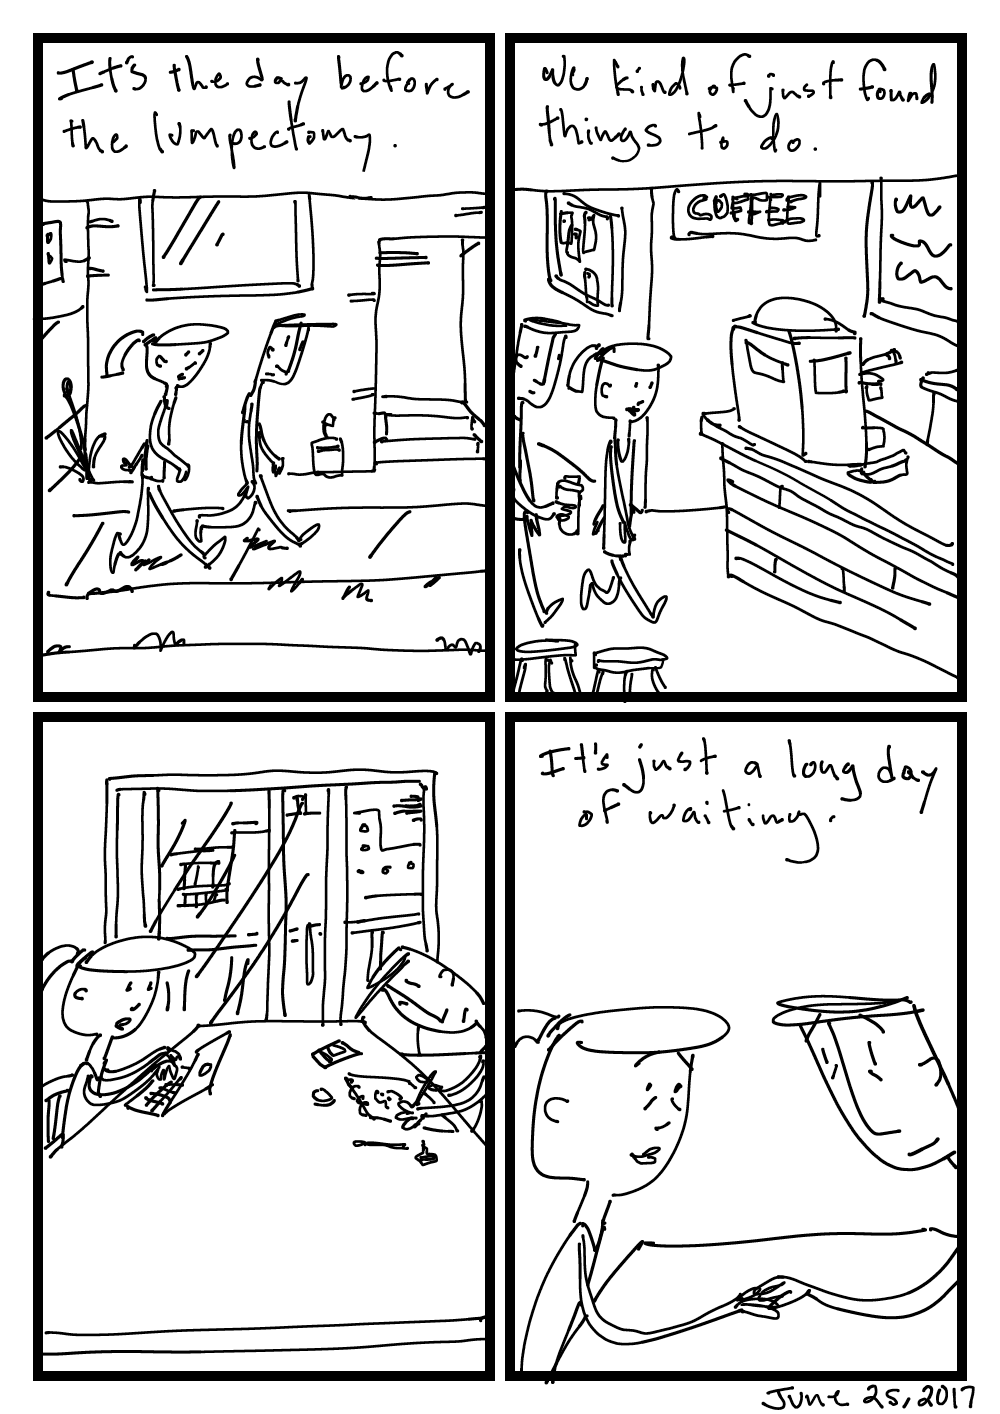 It's the day before
the lumpectomy.
We kind of just found
things to do.
COFFEE
It's just a long day
of waiting.
June 25, 2017